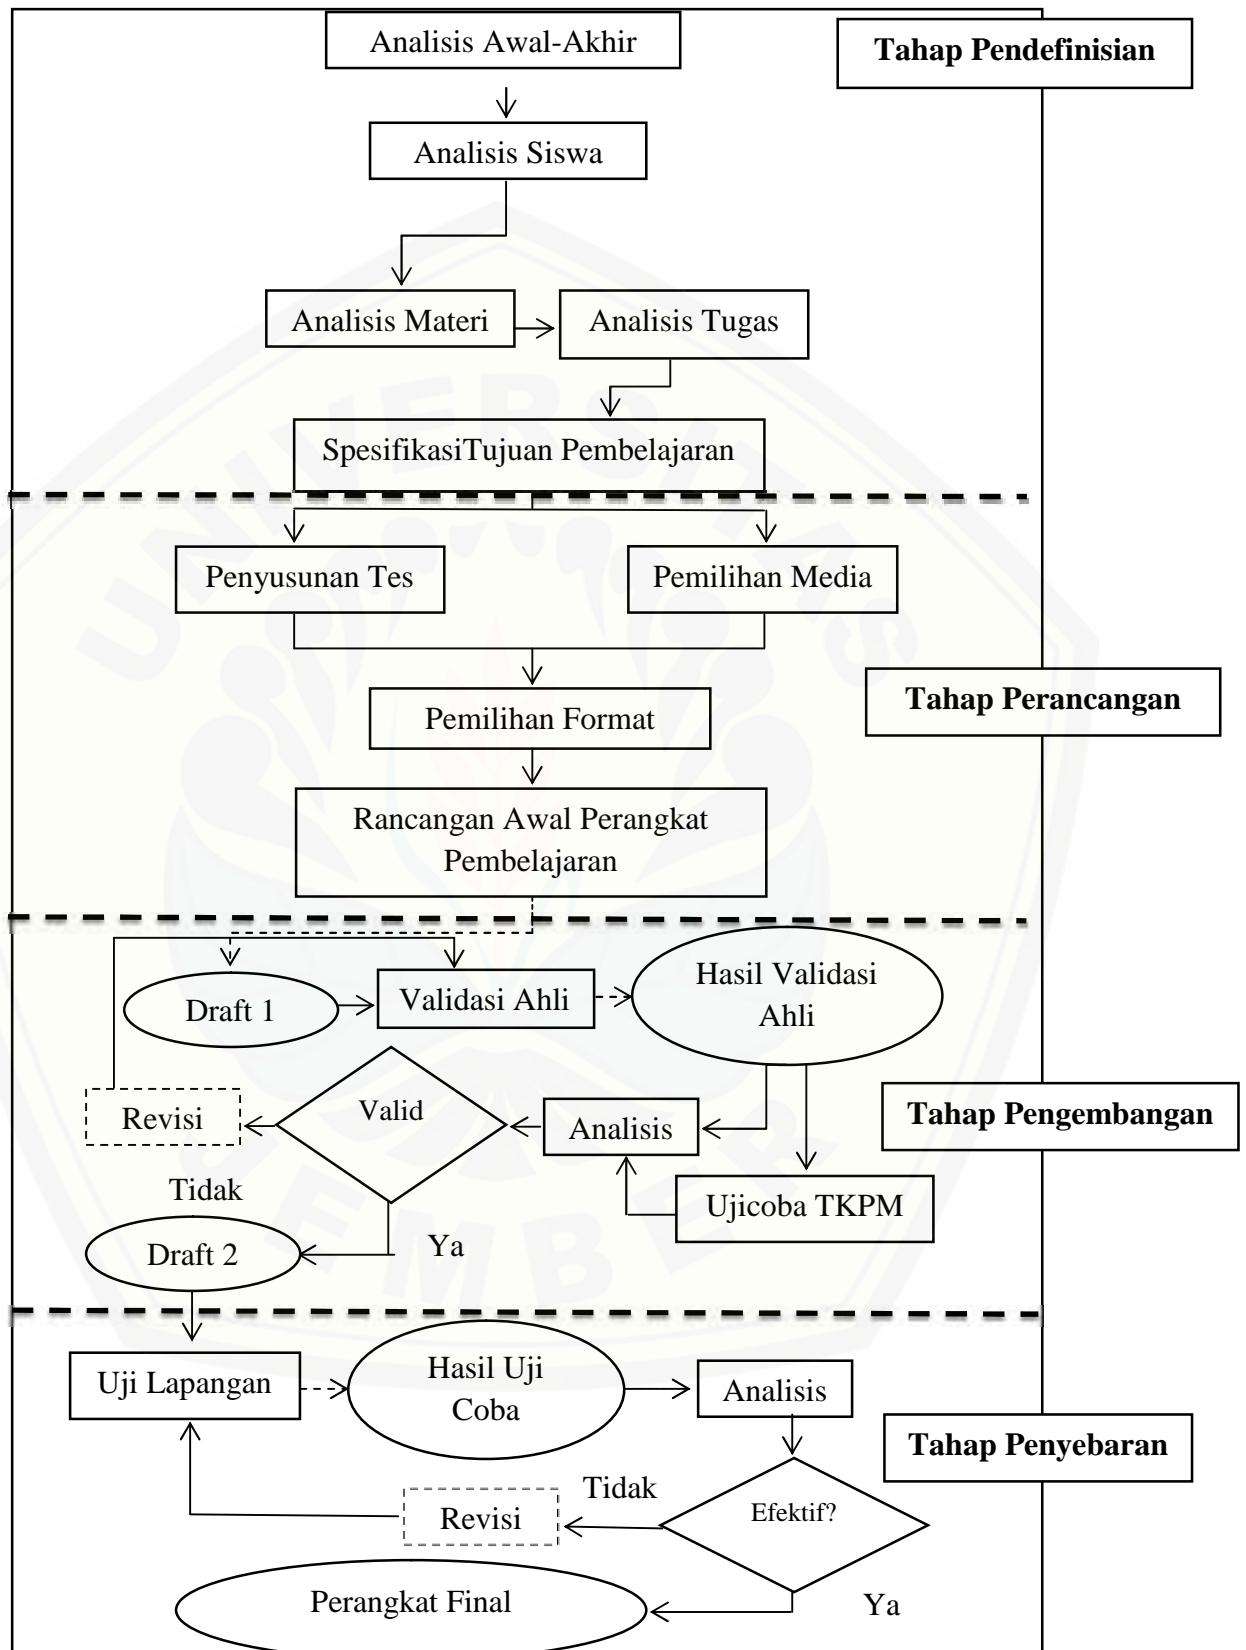 Analisis Awal-Akhir
Tahap Pendefinisian
Analisis Siswa
Analisis Materi
Analisis Tugas
SpesifikasiTujuan Pembelajaran
Penyusunan Tes
Pemilihan Media
Pemilihan Format
Tahap Perancangan
Rancangan Awal Perangkat
Pembelajaran
Draft 1
Validasi Ahli
Hasil Validasi
Ahli
Revisi
Valid
Analisis
Tahap Pengembangan
Tidak
Ujicoba TKPM
Draft 2
Ya
Uji Lapangan
Hasil Uji
Coba
Analisis
Tahap Penyebaran
Tidak
Revisi
Efektif?
Perangkat Final
Ya
UNIVERSITAS
JEMBER